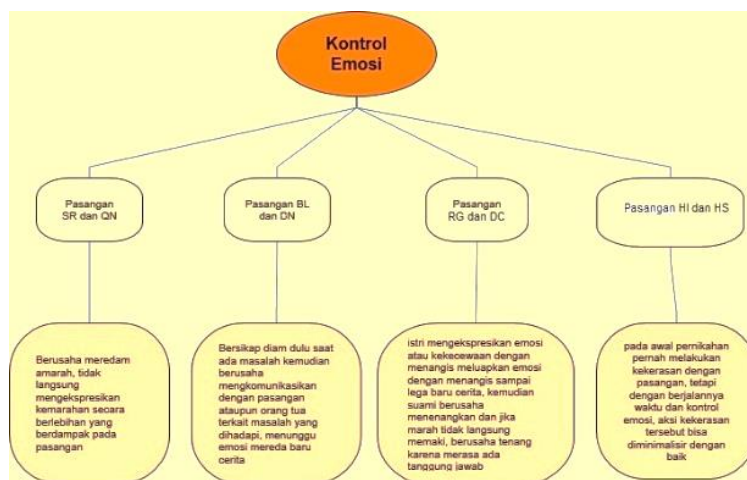 Kontrol
Emosi
Pasangan
SR dan QN
Pasangan BL
dan DN
Pasangan
RG dan DC
Pasangan HI dan HS
Berusaha meredam
amarah, tidak
langsung
mengekspresikan
kemarahan secara
berlebihan yang
berdampak pada
pasangan
Bersikap diam dulu saat
ada masalah kemudian
berusaha
mengkomunikasikan
dengan pasangan
ataupun orang tua
terkait masalah yang
dihadapi, menunggu
emosi mereda baru
cerita
istri mengekspresikan emosi
atau kekecewaan dengan
menangis meluapkan emosi
dengan menangis sampai
lega baru cerita, kemudian
suami berusaha
menenangkan dan jika
marah tidak langsung
memaki, berusaha tenang
karena merasa ada
tanggung jawab
pada awal pernikahan
pernah melakukan
kekerasan dengan
pasangan, tetapi
dengan berjalannya
waktu dan kontrol
emosi, aksi kekerasan
tersebut bisa
diminimalisir dengan
baik